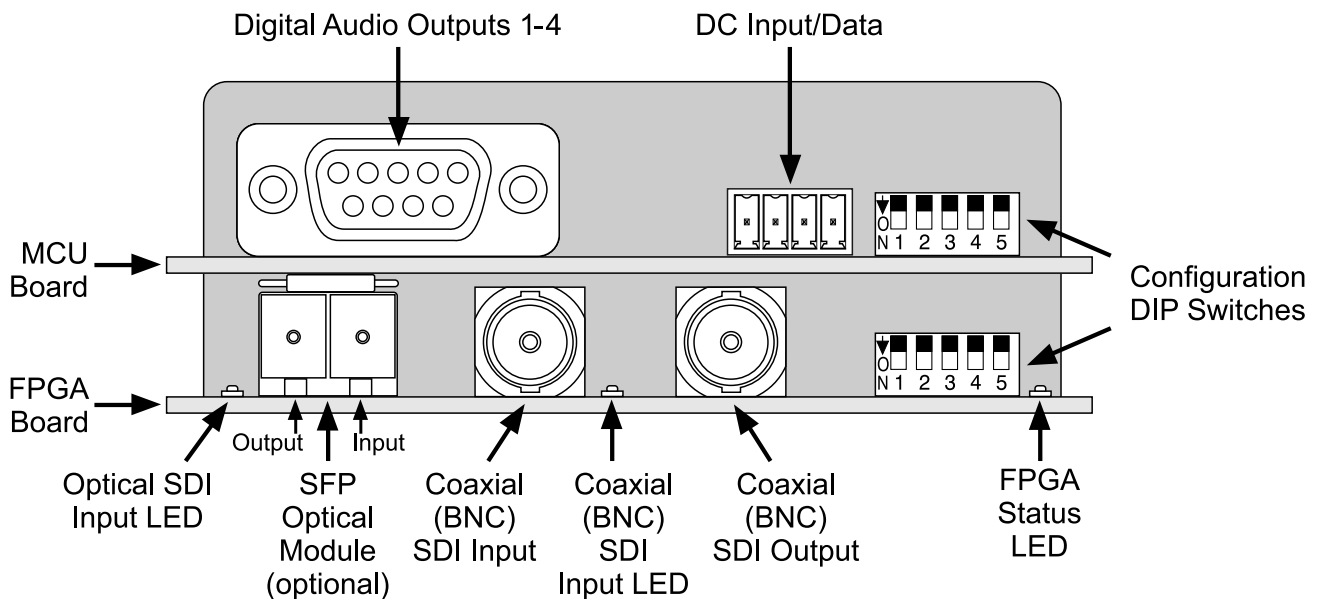 Digital Audio Outputs 1-4
DC Input/Data
O
N 1 2 3 4 5
MCU
Board
Configuration
DIP Switches
O
N 1 2 3 4 5
FPGA
Board
Output
Input
Optical SDI
Input LED
SFP
Optical
Module
(optional)
Coaxial
(BNC)
SDI Input
Coaxial
(BNC)
SDI
Input LED
Coaxial
(BNC)
SDI Output
FPGA
Status
LED